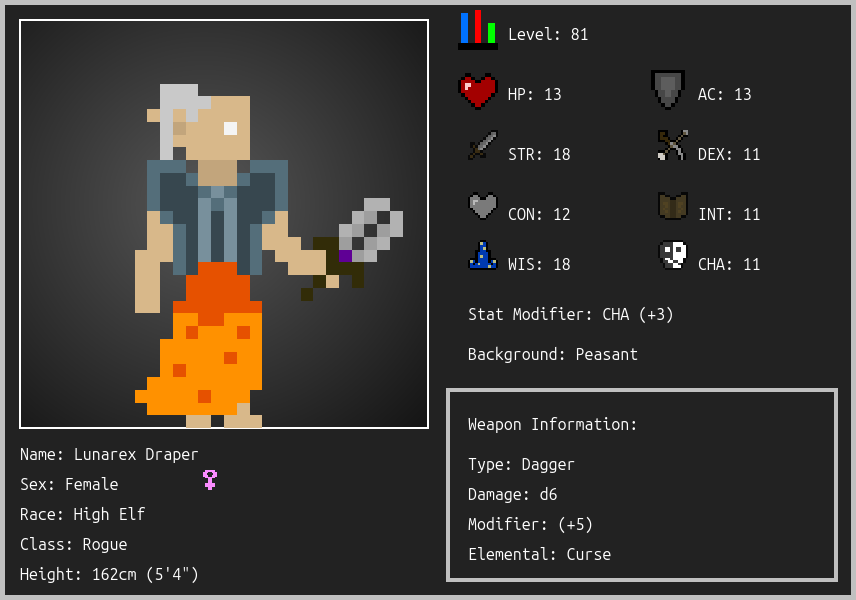 Level: 81
HP: 13
AC: 13
STR: 18
DEX: 11
CON: 12
INT: 11
WIS: 18
CHA: 11
Stat Modifier: CHA (+3)
Background: Peasant
Weapon Information:
Type: Dagger
Damage: d6
Modifier: (+5)
Elemental: Curse
Name: Lunarex Draper
Sex: Female
Race: High Elf
Class: Rogue
Height: 162cm (5'4")